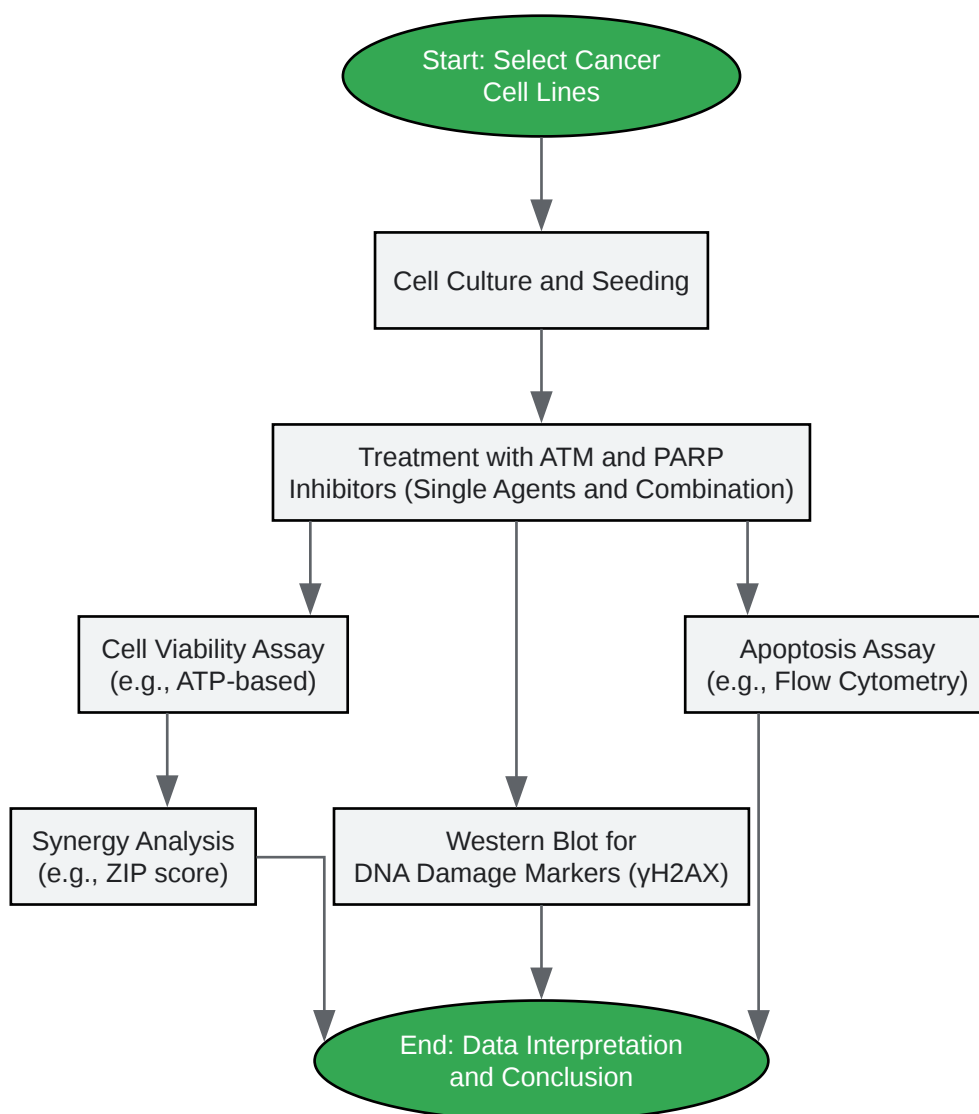 Start: Select Cancer
Cell Lines
Cell Culture and Seeding
Treatment with ATM and PARP
Inhibitors (Single Agents and Combination)
Cell Viability Assay
(e.g., ATP-based)
Apoptosis Assay
(e.g., Flow Cytometry)
Synergy Analysis
(e.g., ZIP score)
Western Blot for
DNA Damage Markers (γH2AX)
End: Data Interpretation
and Conclusion